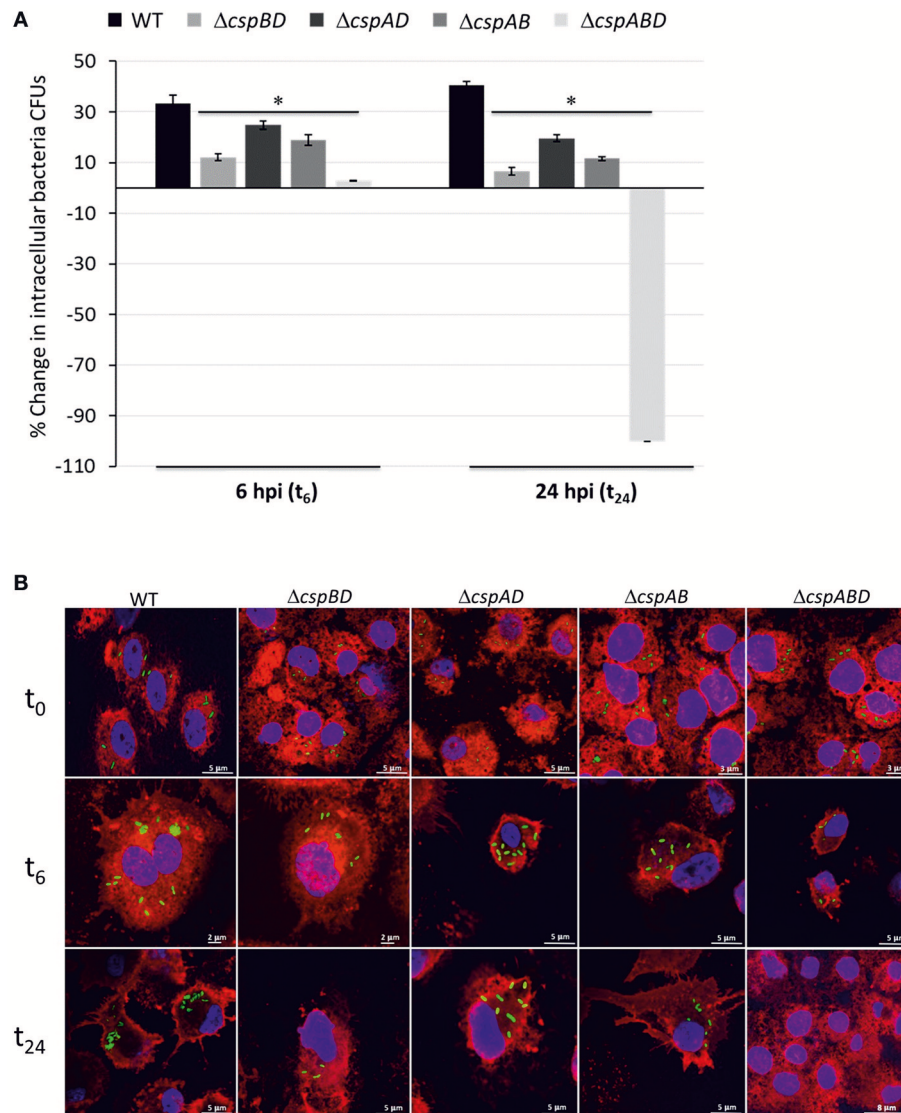 A
WT ΔcspBD ΔcspAD ΔcspAB ΔcspABD
% Change in intracellular bacteria CFUs
50
30
10
-10
-30
-50
-70
-90
-110
* *
6 hpi (t6) 24 hpi (t24)
B
WT ΔcspBD ΔcspAD ΔcspAB ΔcspABD
t0
5 µm 5 µm 5 µm 3 µm 3 µm
t6
2 µm 2 µm 5 µm 5 µm 5 µm
t24
5 µm 5 µm 5 µm 5 µm 8 µm